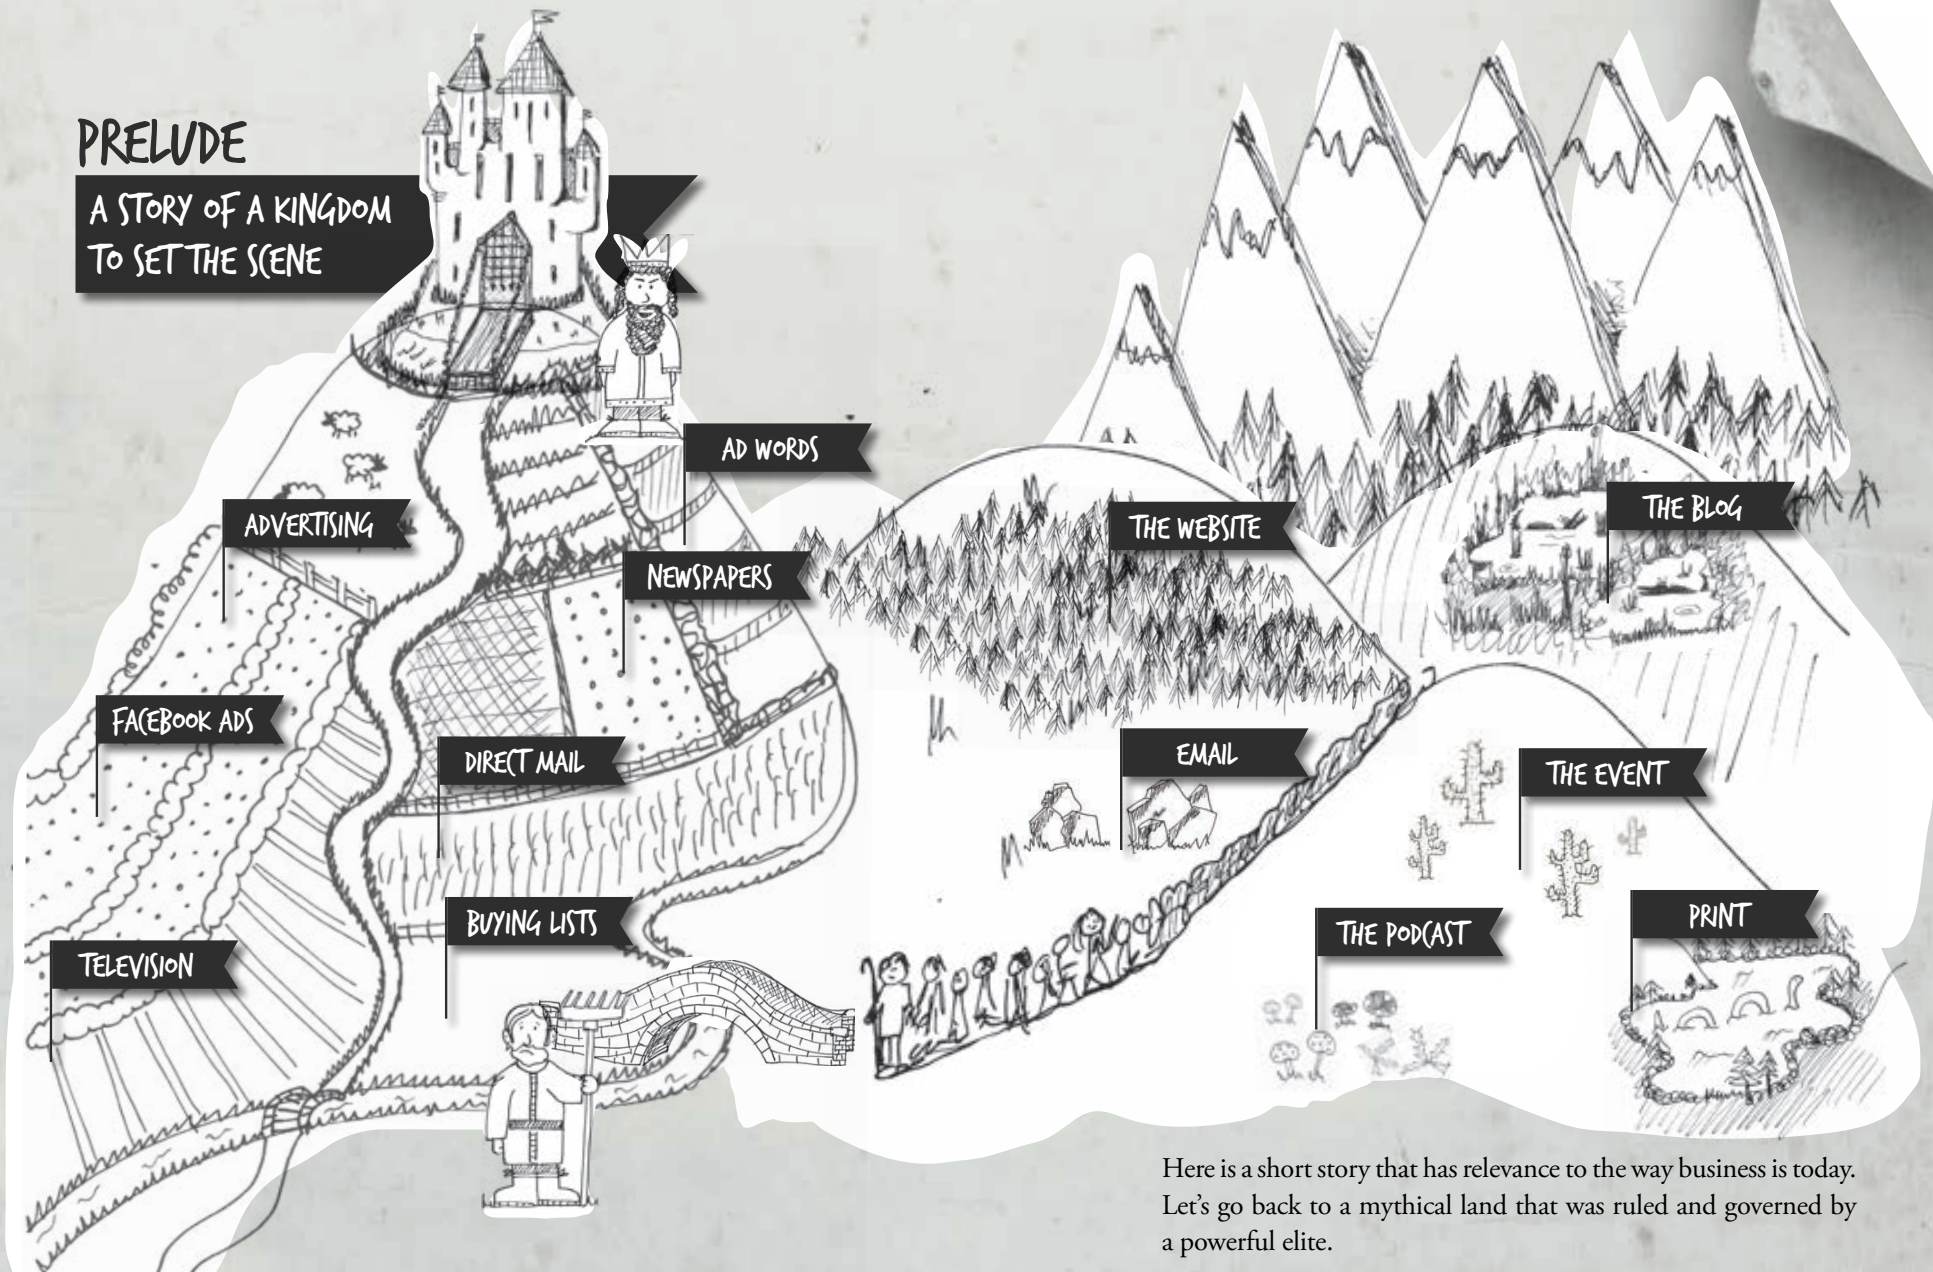 PRELUDE
A STORY OF A KINGDOM
TO SET THE SCENE
AD WORDS
ADVERTISING
NEWSPAPERS
FACEBOOK ADS
DIRECT MAIL
BUYING LISTS
TELEVISION
THE WEBSITE
THE BLOG
EMAIL
THE EVENT
THE PODCAST
PRINT
Here is a short story that has relevance to the way business is today.
Let's go back to a mythical land that was ruled and governed by
a powerful elite.